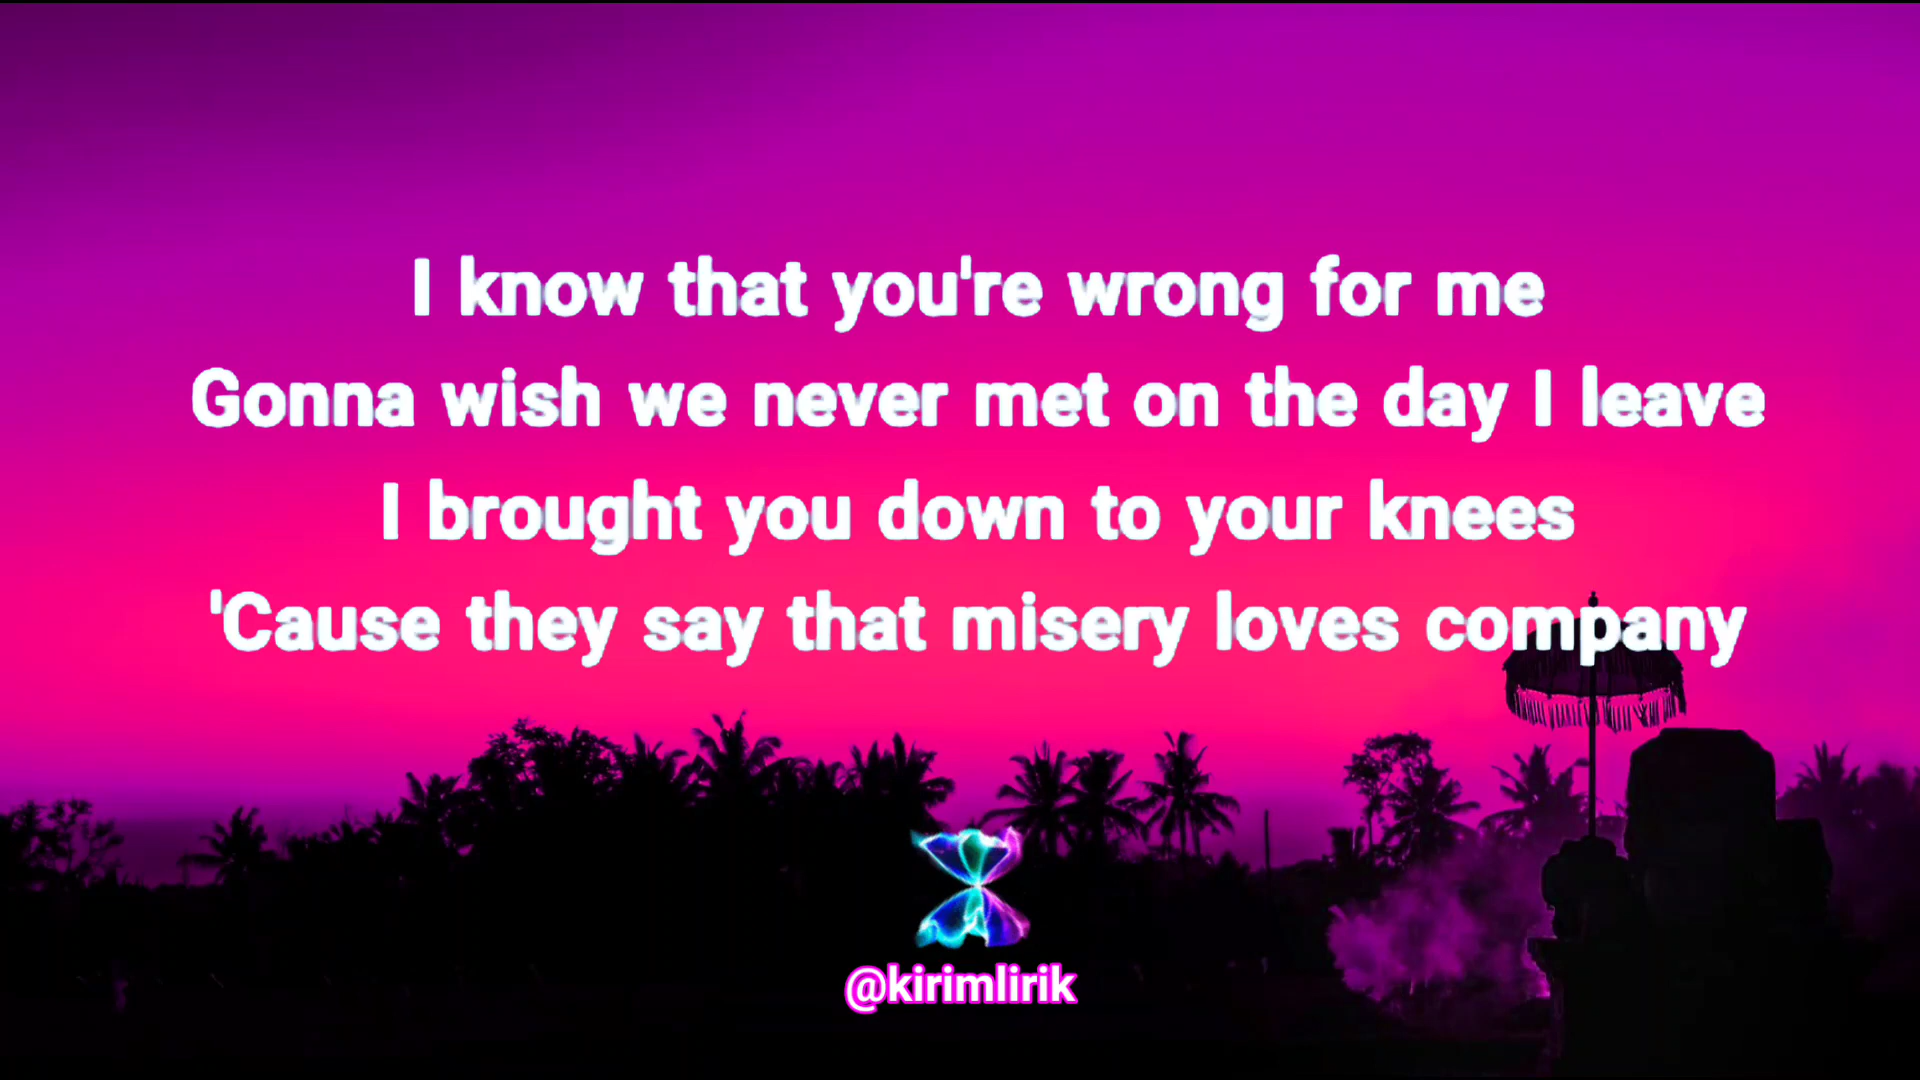 I know that you're wrong for me
Gonna wish we never met on the day I leave
I brought you down to your knees
'Cause they say that misery loves company
@kirimlirik